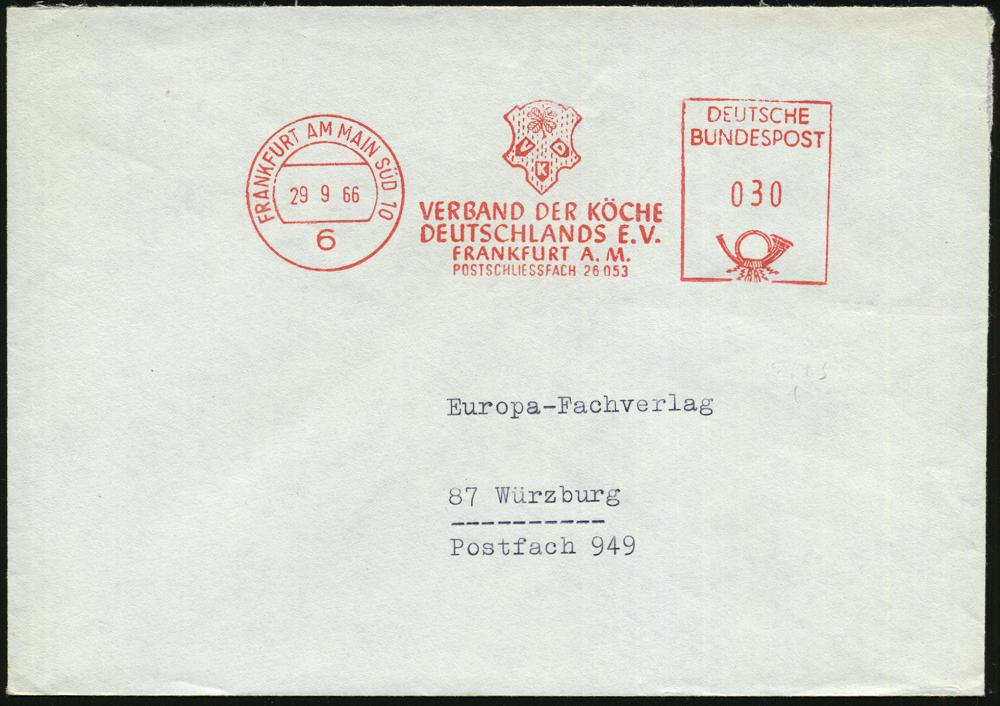 FRANKFURT AM MAIN SÜD 10
29 9 66
6
V D
K
VERBAND DER KÖCHE
DEUTSCHLANDS E.V.
FRANKFURT A. M.
POSTSCHLIESSFACH 26 053
DEUTSCHE
BUNDESPOST
030
Europa-Fachverlag
87 Würzburg
Postfach 949